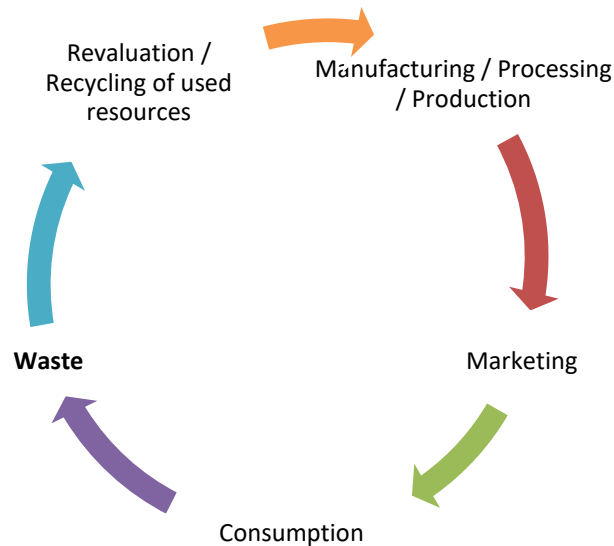 Revaluation /
Recycling of used
resources
Manufacturing / Processing
/ Production
Marketing
Consumption
Waste